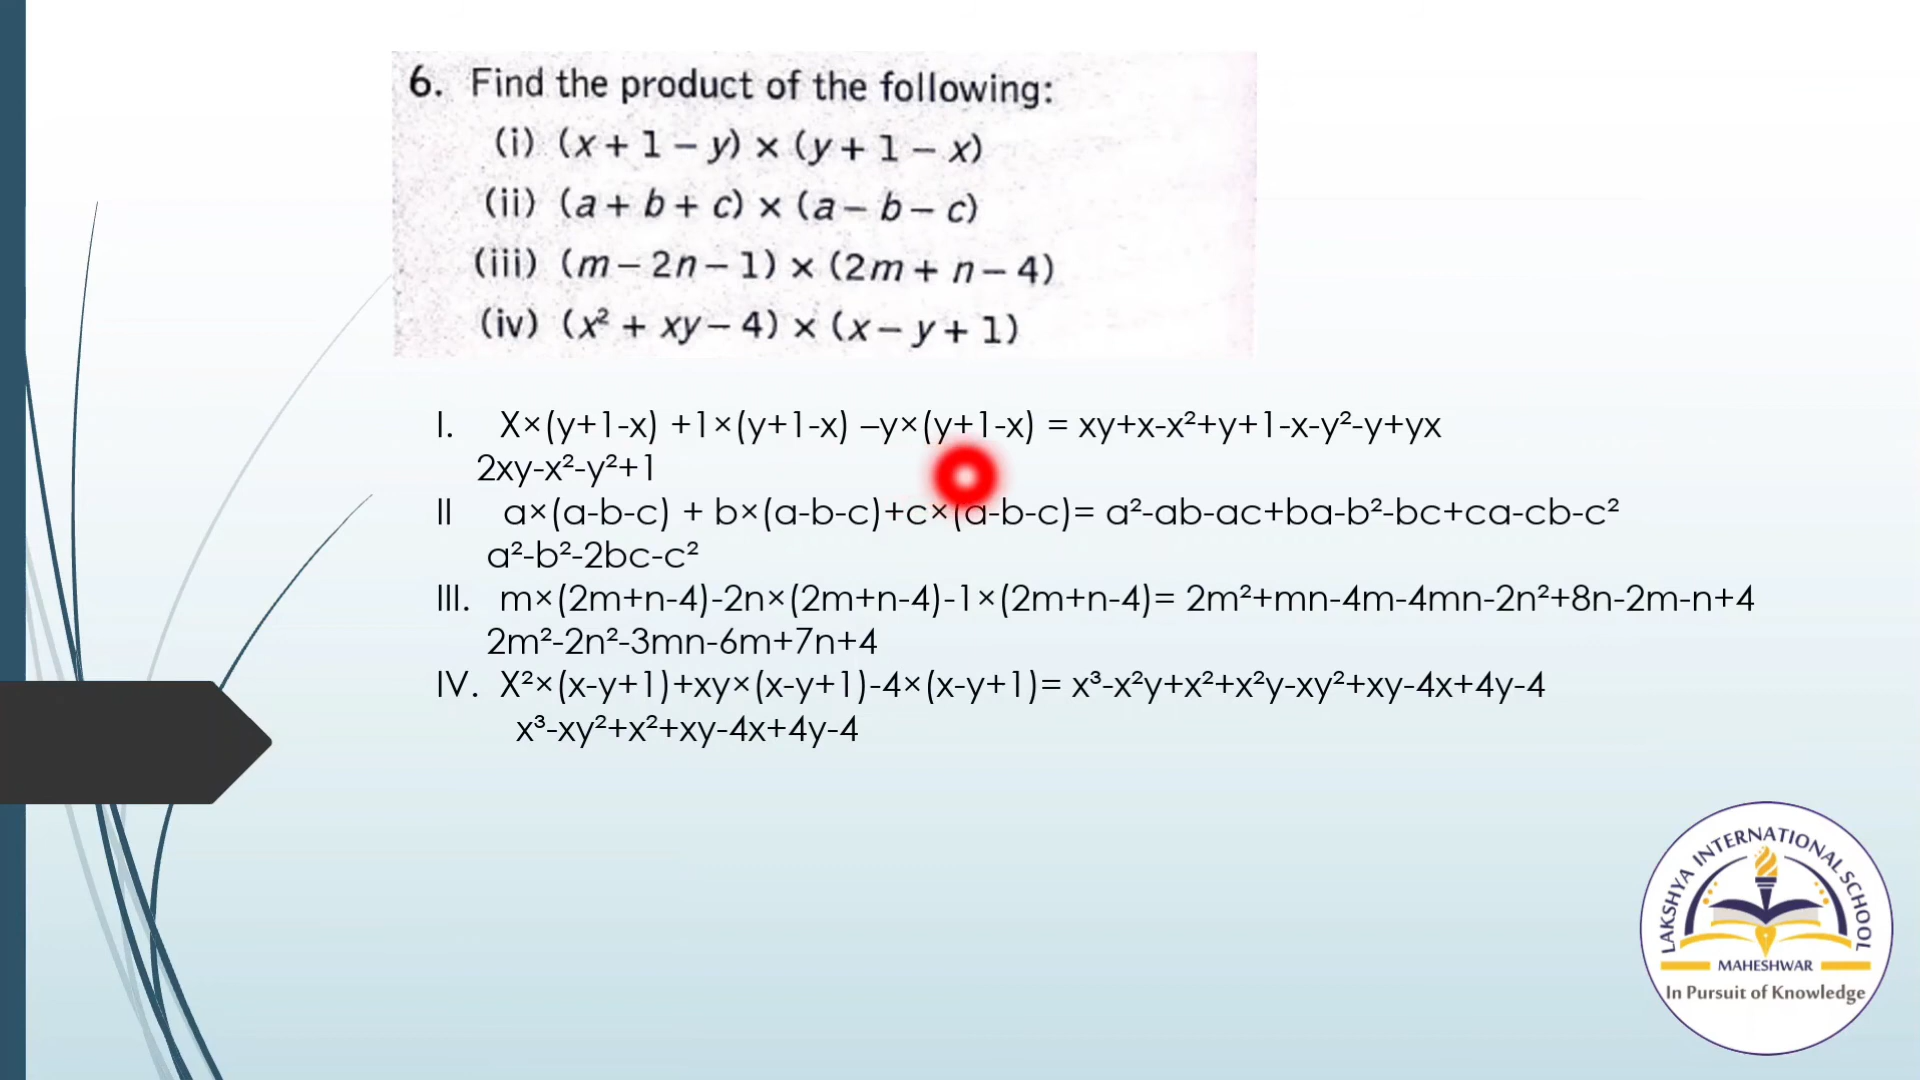 6. Find the product of the following:
(i) (x + 1 – y) × (y + 1 – x)
(ii) (a + b + c) × (a – b – c)
(iii) (m – 2n – 1) × (2m + n – 4)
(iv) (x² + xy – 4) × (x – y + 1)
I. X×(y+1-x) +1×(y+1-x) –y×(y+1-x) = xy+x-x²+y+1-x-y²-y+yx
2xy-x²-y²+1
II a×(a-b-c) + b×(a-b-c)+c×(a-b-c)= a²-ab-ac+ba-b²-bc+ca-cb-c²
a²-b²-2bc-c²
III. m×(2m+n-4)-2n×(2m+n-4)-1×(2m+n-4)= 2m²+mn-4m-4mn-2n²+8n-2m-n+4
2m²-2n²-3mn-6m+7n+4
IV. X²×(x-y+1)+xy×(x-y+1)-4×(x-y+1)= x³-x²y+x²+x²y-xy²+xy-4x+4y-4
x³-xy²+x²+xy-4x+4y-4
LAKSHYA INTERNATIONAL SCHOOL
MAHESHWAR
In Pursuit of Knowledge